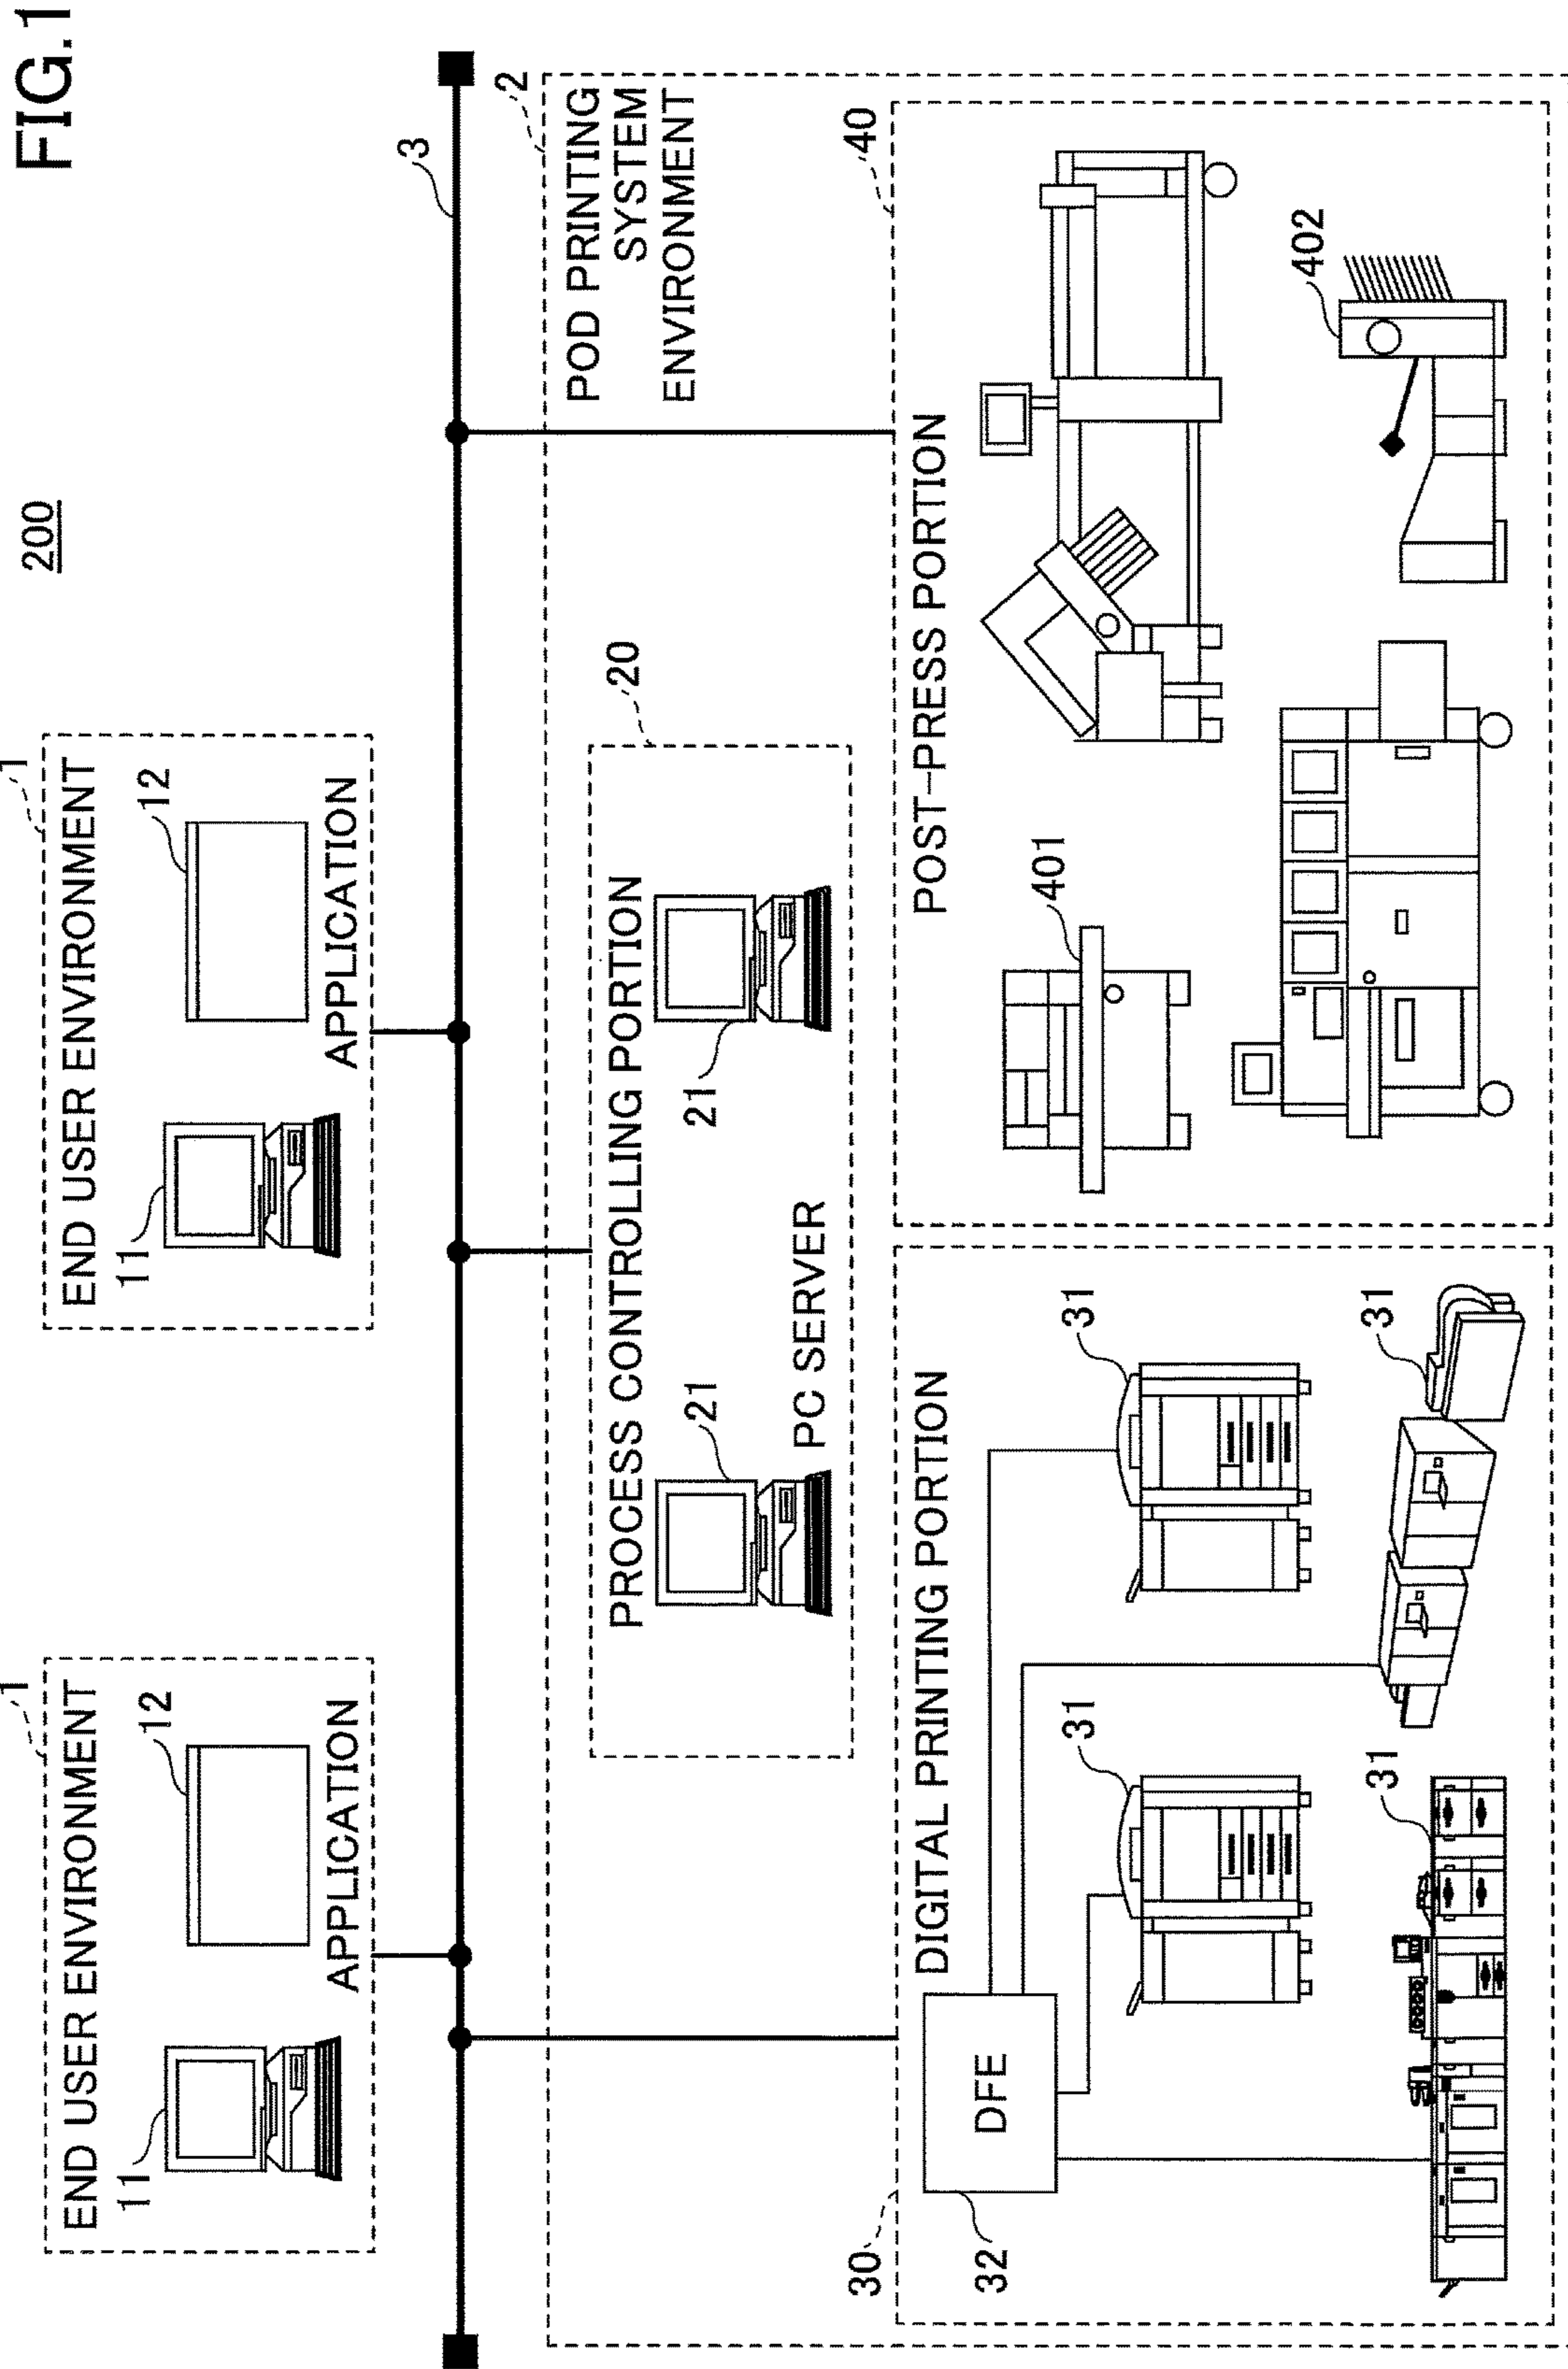 FIG.1
200
1
END USER ENVIRONMENT
11
12
APPLICATION
1
END USER ENVIRONMENT
11
12
APPLICATION
3
2
POD PRINTING
SYSTEM
ENVIRONMENT
20
PROCESS CONTROLLING PORTION
21
21
PC SERVER
30
DIGITAL PRINTING PORTION
32
DFE
31
31
31
31
40
POST-PRESS PORTION
401
402